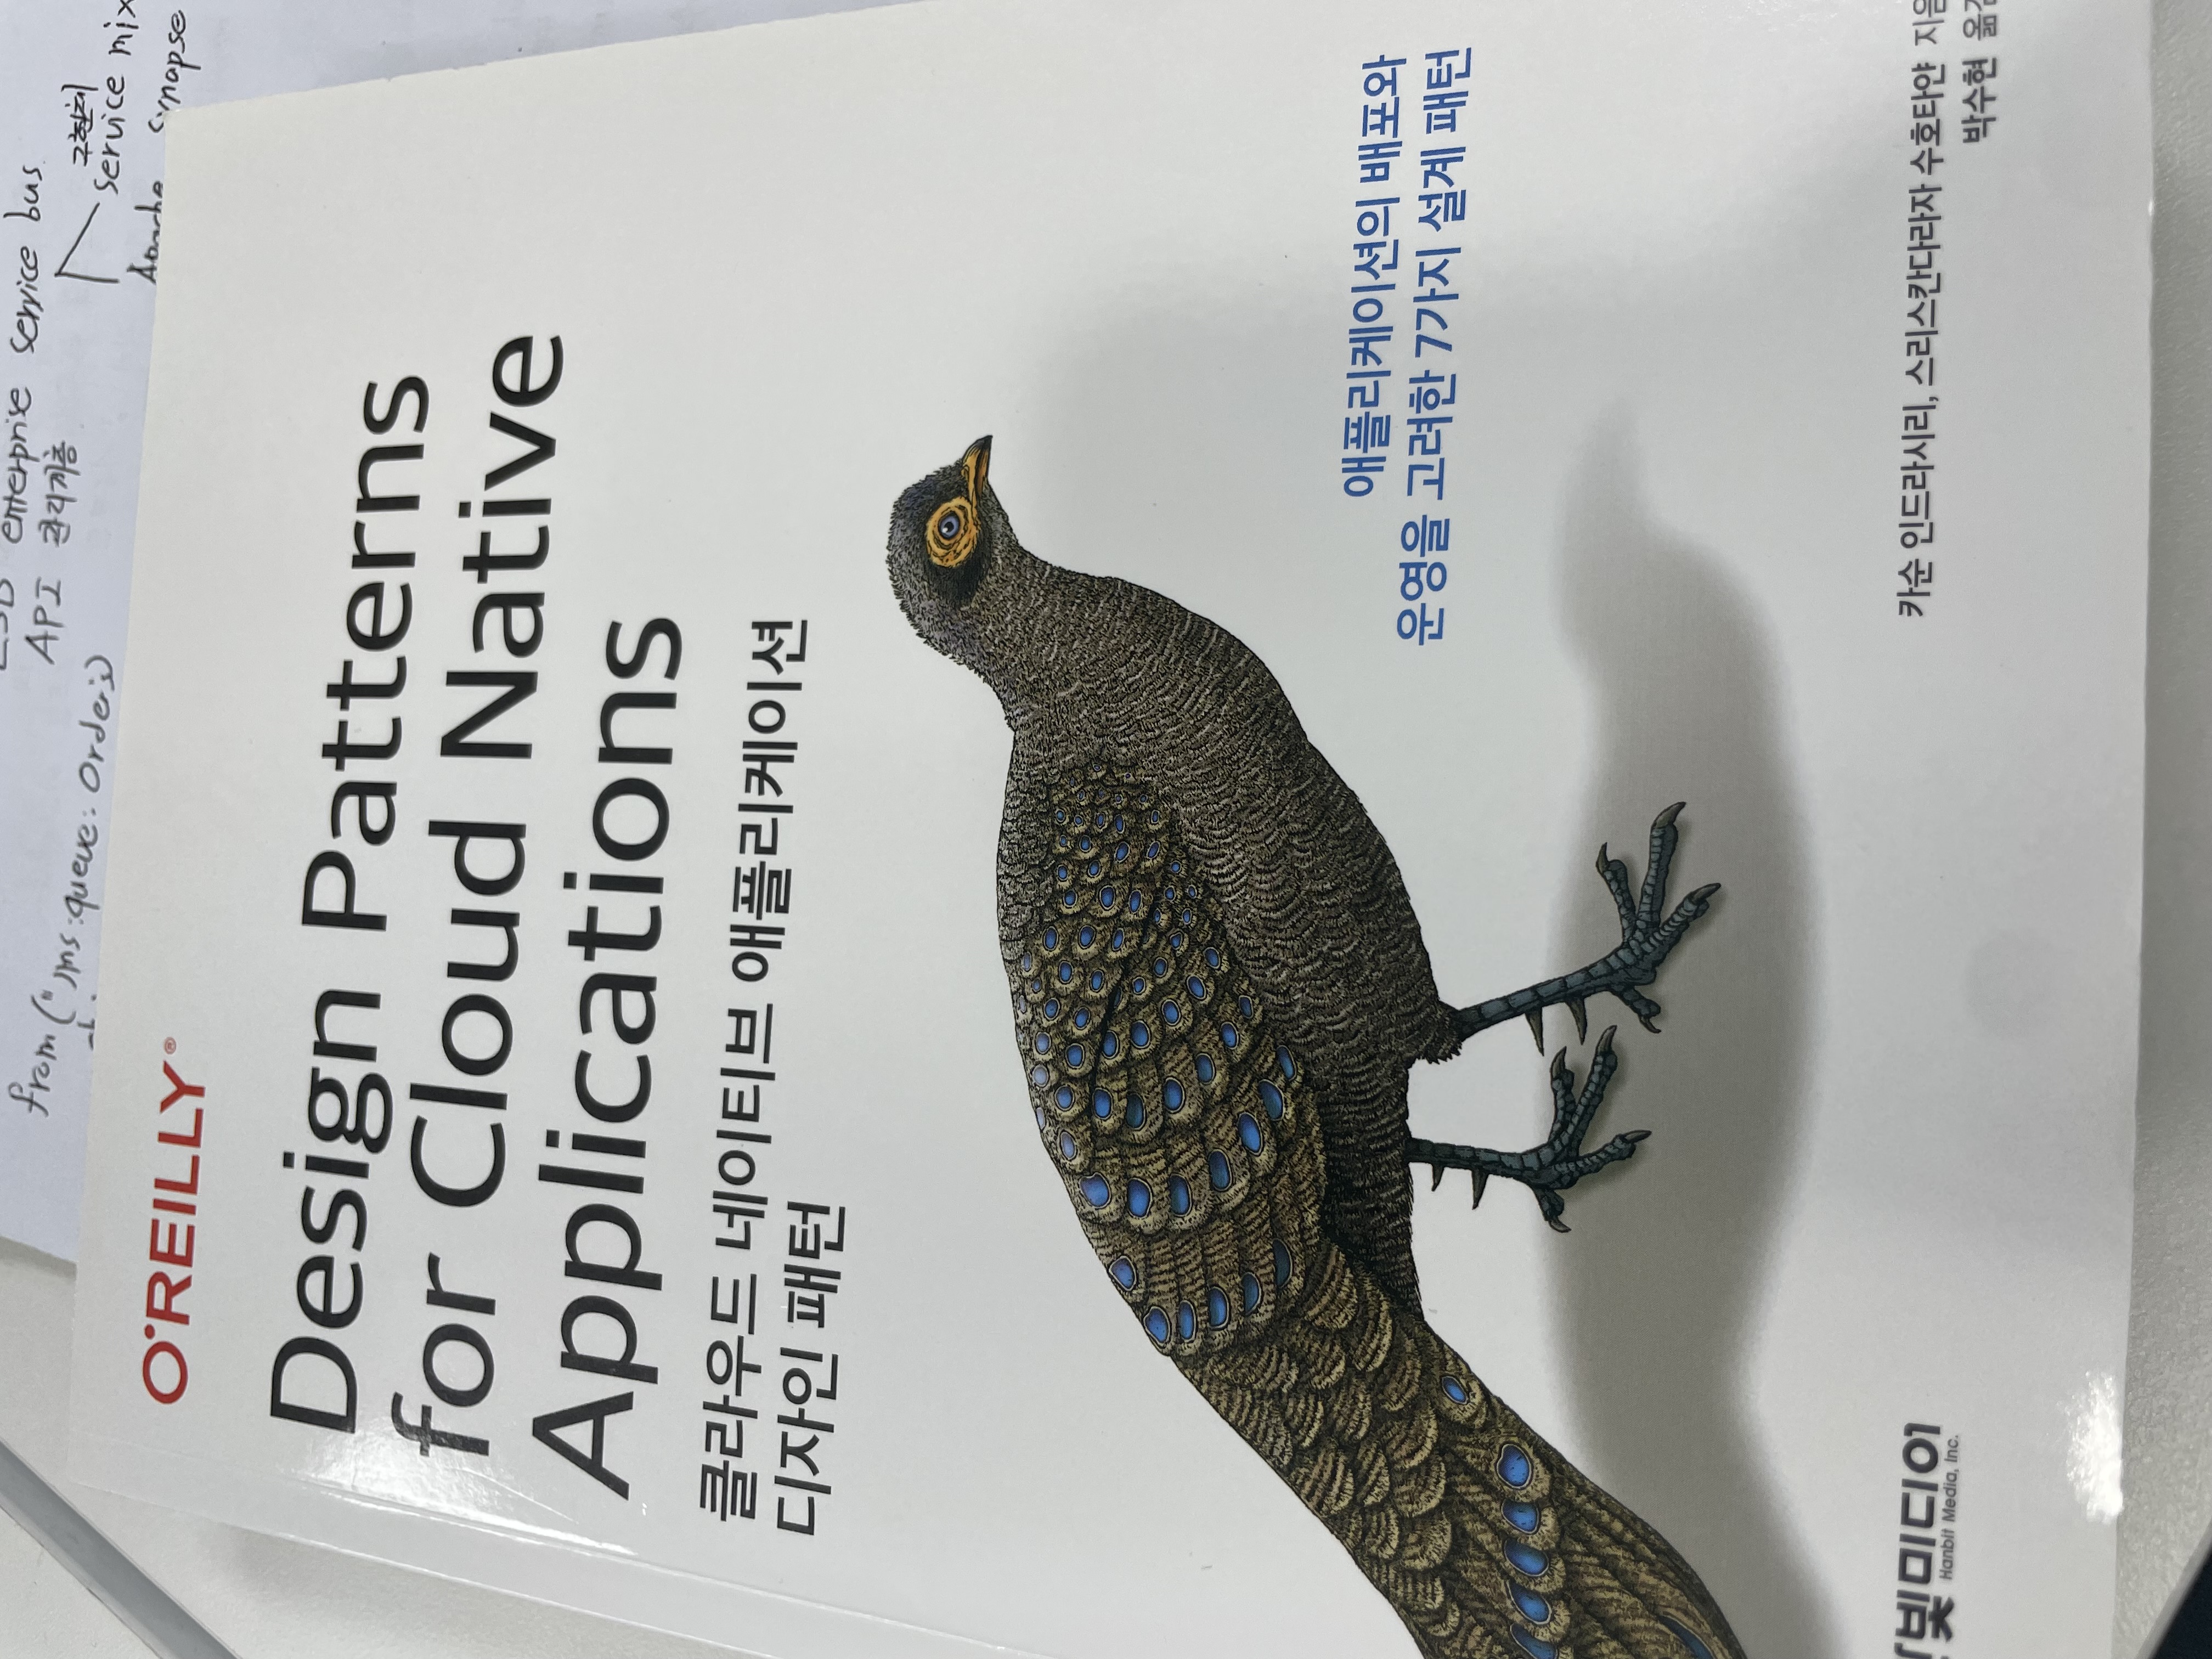 enterprise service bus
from ("jms:queue: Orders)
API 관리계층
구현체
service mix
Apache synapse
O'REILLY®
Design Patterns
for Cloud Native
Applications
클라우드 네이티브 애플리케이션
디자인 패턴
애플리케이션의 배포와
운영을 고려한 7가지 설계 패턴
빛미디어
Hanbit Media, Inc.
카순 인드라시리, 스리스칸다라자 수호타얀 지음
박수현 옮김